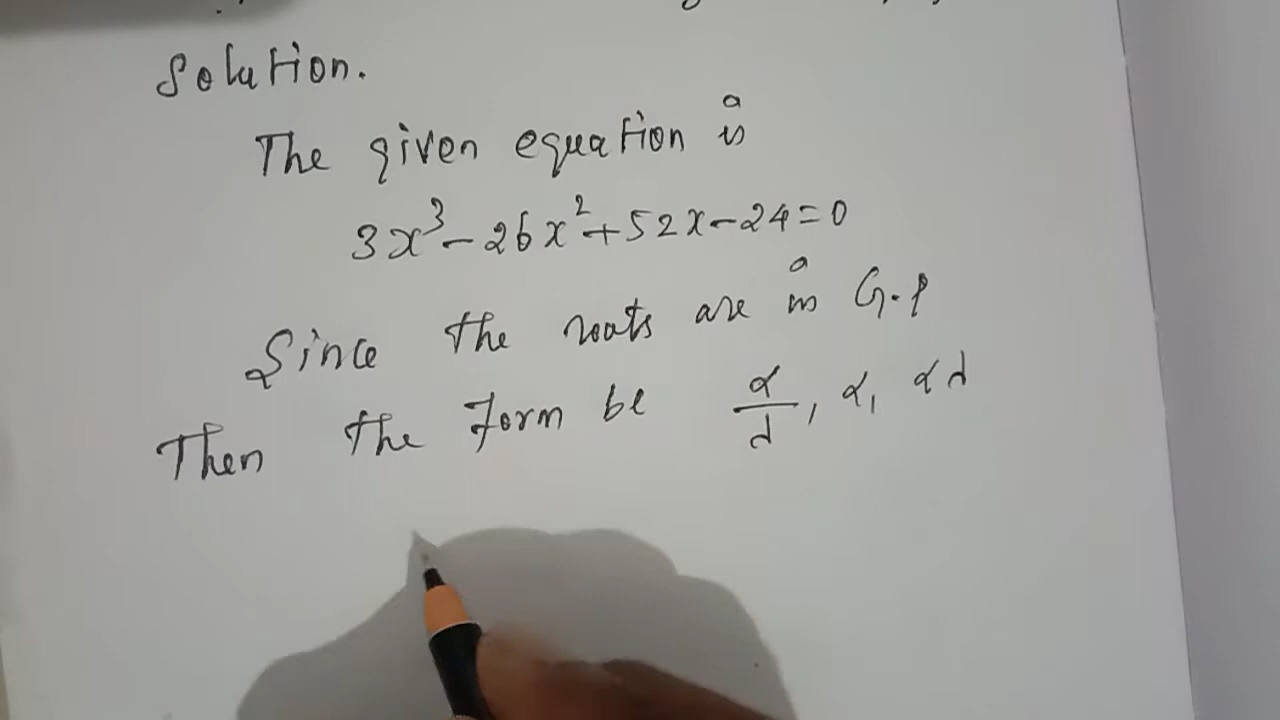 Solution.
The given equation is
3x³-26x²+52x-24=0
Since the roots are in G.P
Then the form be α/λ, α, αλ